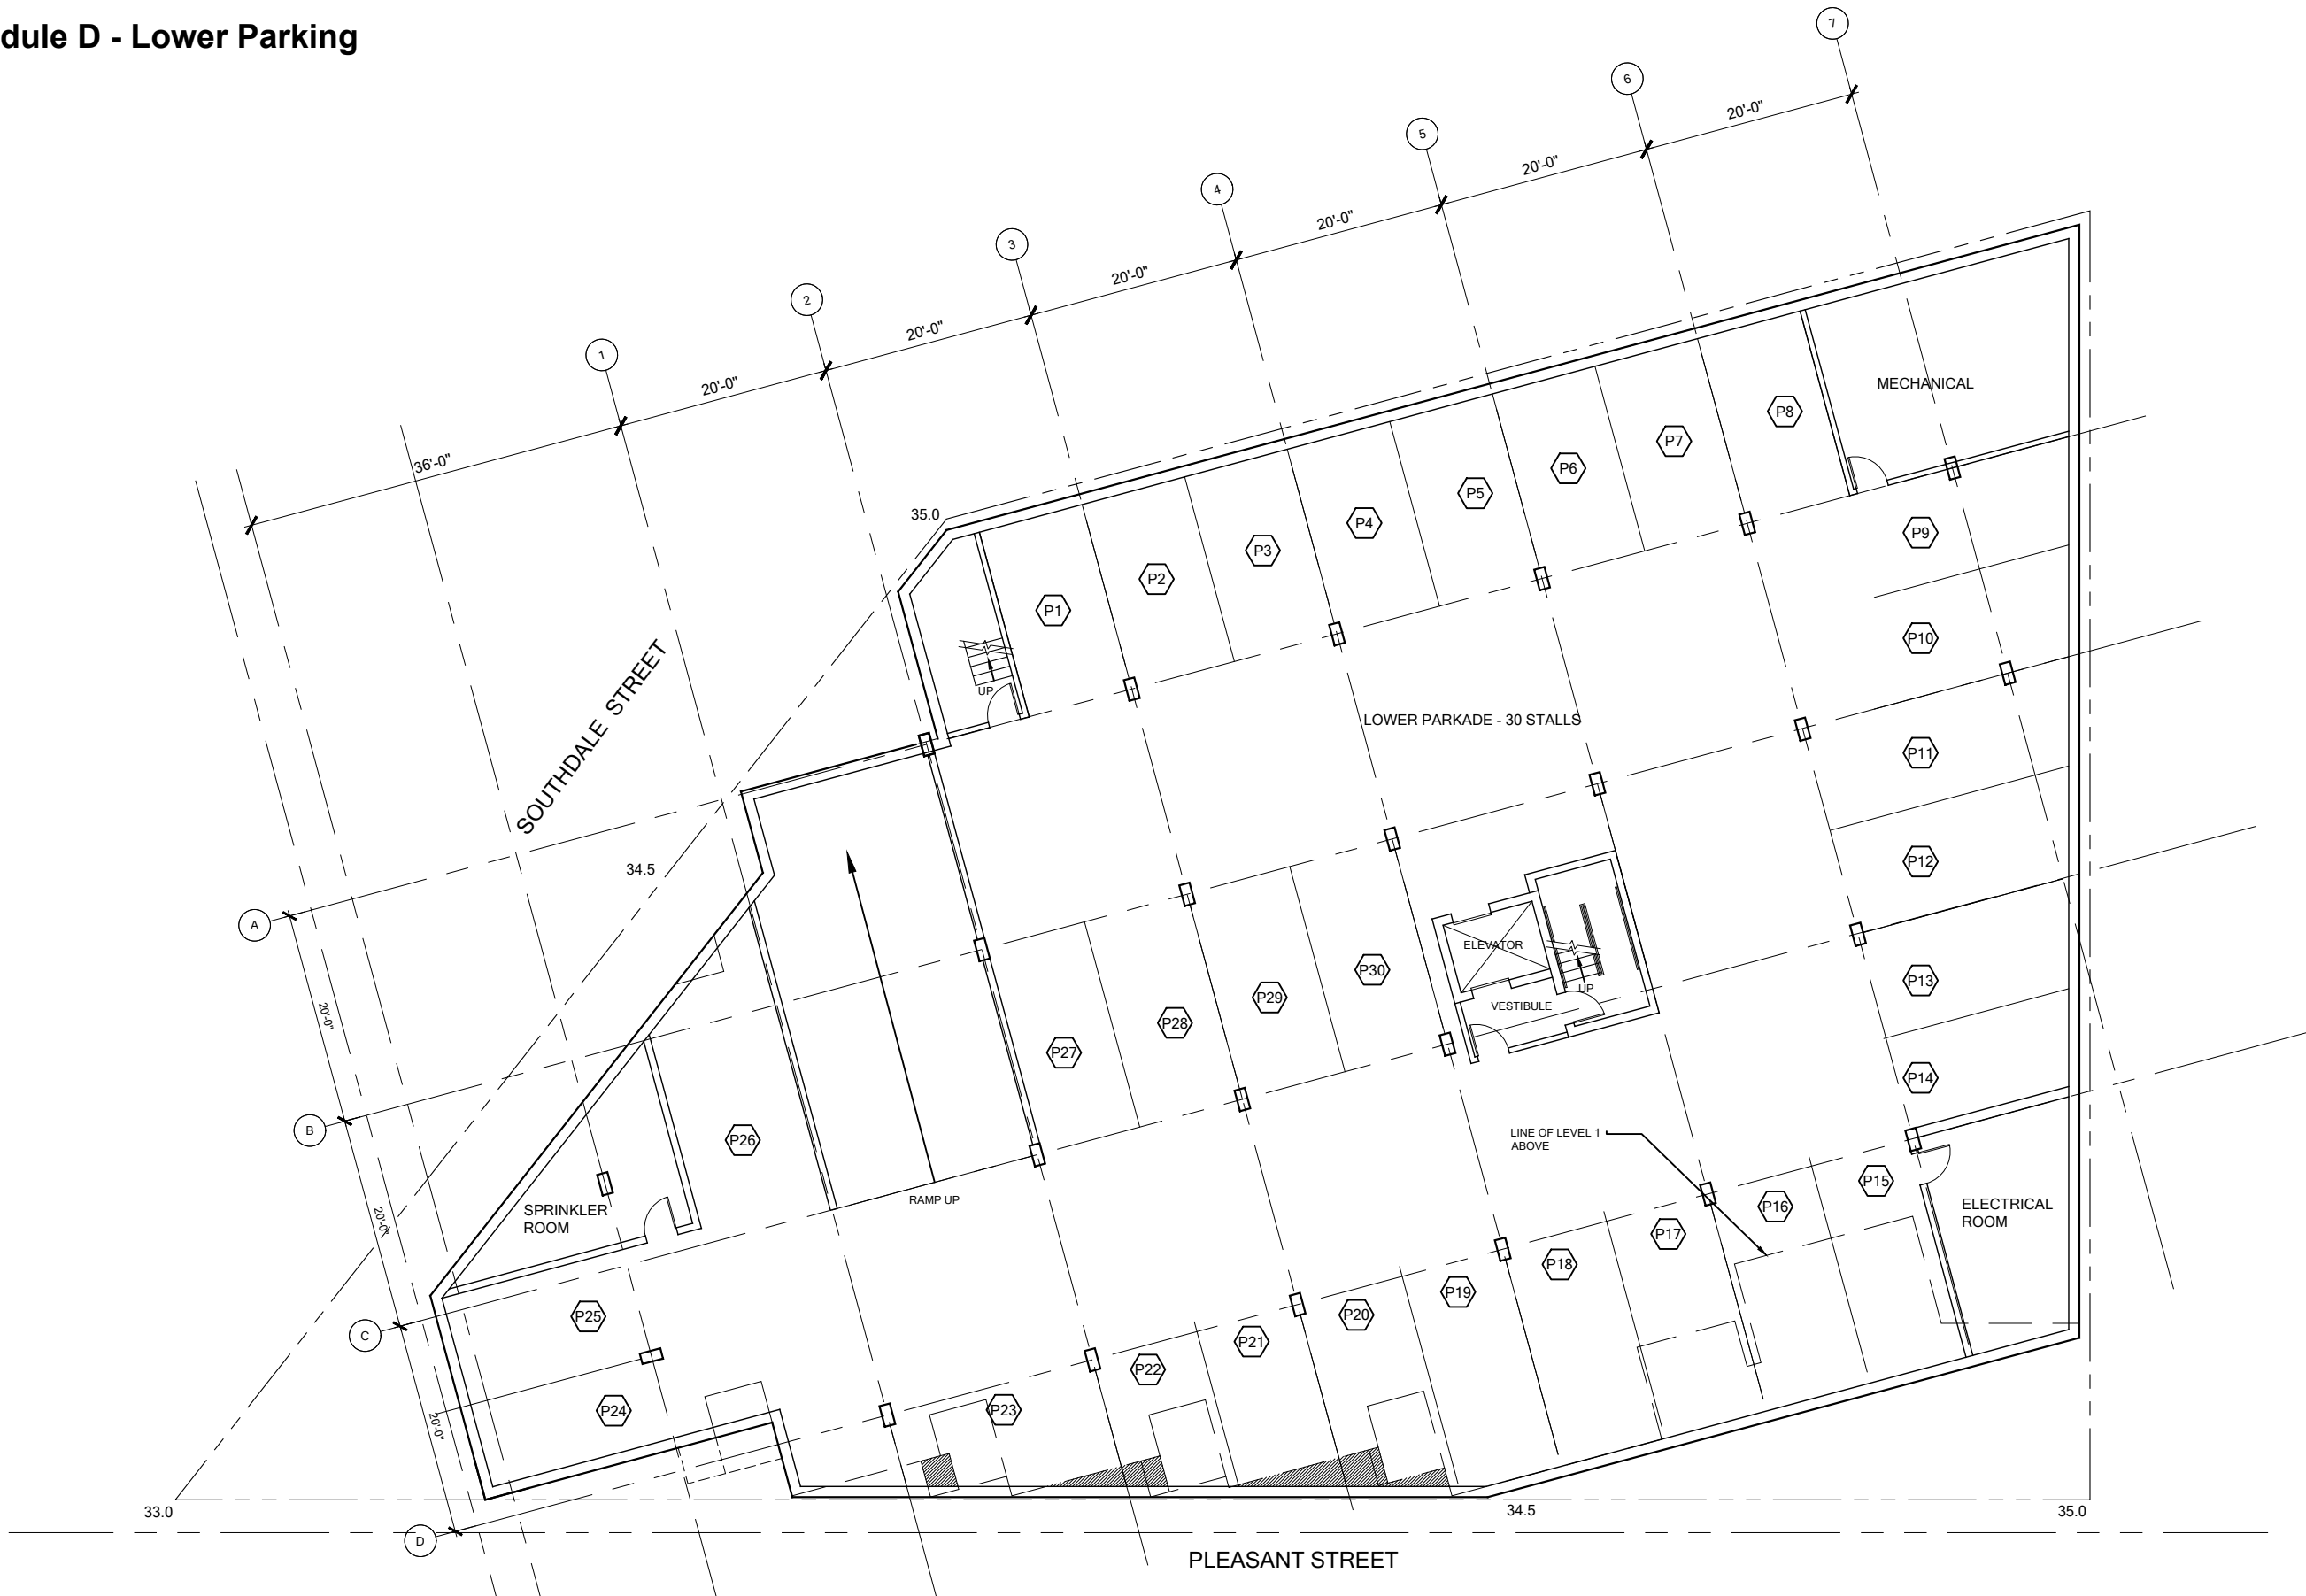 dule D - Lower Parking
7
6
5
4
3
2
1
20'-0"
20'-0"
20'-0"
20'-0"
20'-0"
20'-0"
36'-0"
MECHANICAL
P8
P7
P6
P5
P4
P3
P2
P1
35.0
P9
P10
P11
P12
P13
P14
UP
LOWER PARKADE - 30 STALLS
SOUTHDALE STREET
34.5
A
B
C
D
20'-0"
20'-0"
20'-0"
ELEVATOR
VESTIBULE
UP
P30
P29
P28
P27
P26
RAMP UP
SPRINKLER
ROOM
LINE OF LEVEL 1
ABOVE
ELECTRICAL
ROOM
P15
P16
P17
P18
P19
P20
P21
P22
P23
P24
P25
33.0
34.5
35.0
PLEASANT STREET